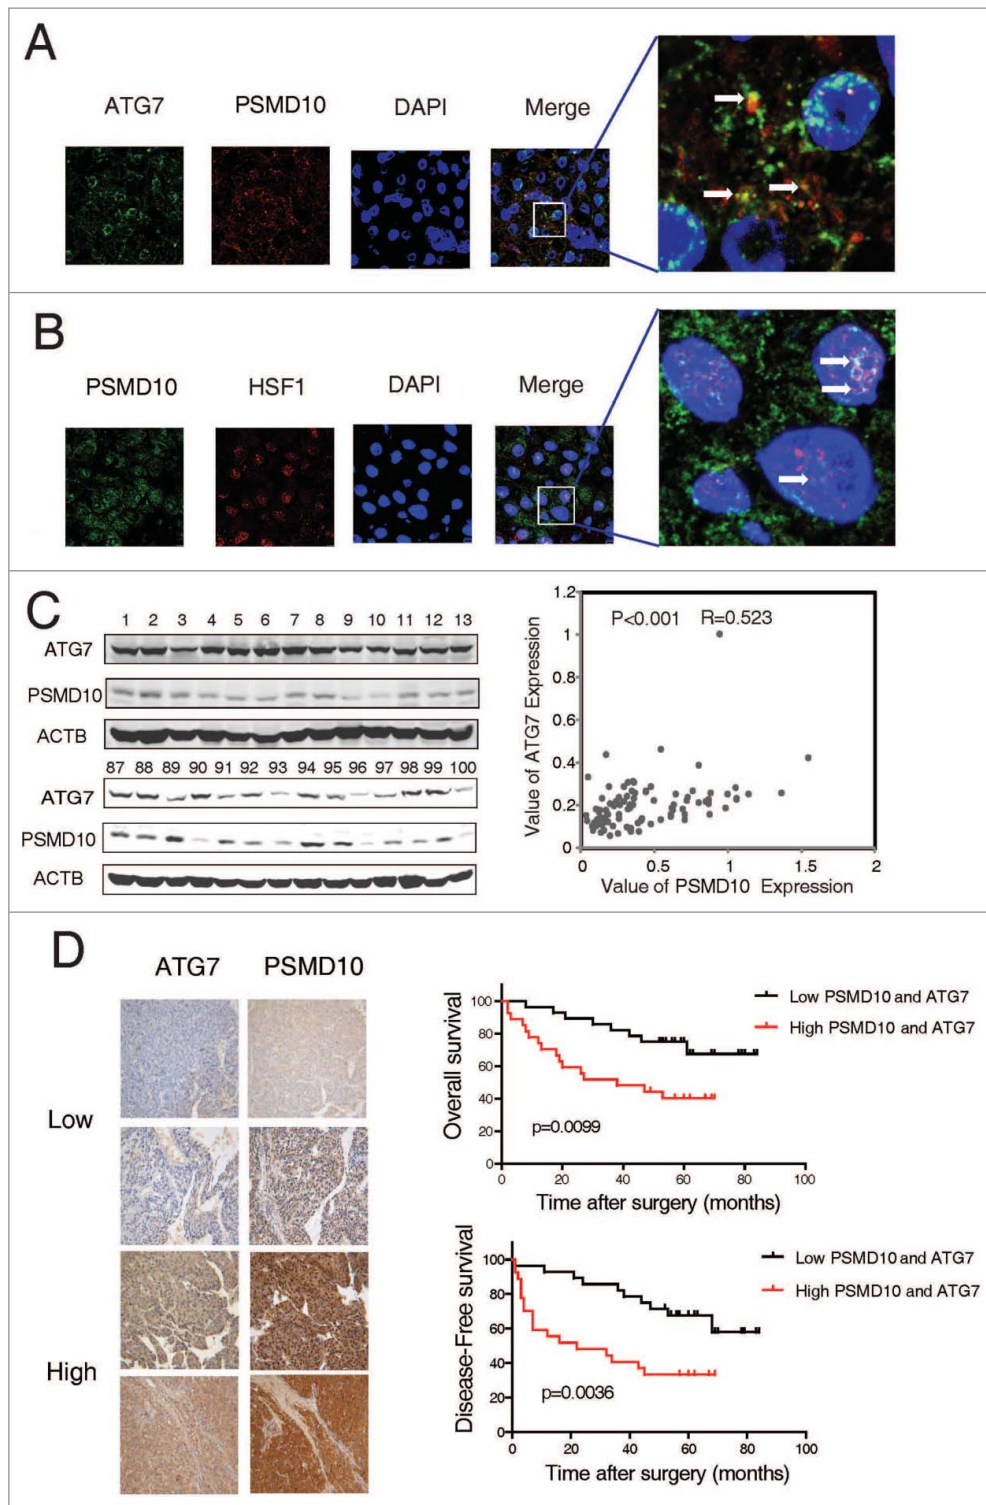 A
ATG7 PSMD10 DAPI Merge
B
PSMD10 HSF1 DAPI Merge
C
1 2 3 4 5 6 7 8 9 10 11 12 13
ATG7
PSMD10
ACTB
87 88 89 90 91 92 93 94 95 96 97 98 99 100
ATG7
PSMD10
ACTB
P<0.001 R=0.523
Value of ATG7 Expression
1.2
1
0.8
0.6
0.4
0.2
0
0 0.5 1 1.5 2
Value of PSMD10 Expression
D
ATG7 PSMD10
Low
High
Low PSMD10 and ATG7
High PSMD10 and ATG7
Overall survival
100
80
60
40
20
0
p=0.0099
0 20 40 60 80 100
Time after surgery (months)
Low PSMD10 and ATG7
High PSMD10 and ATG7
Disease-Free survival
100
80
60
40
20
0
p=0.0036
0 20 40 60 80 100
Time after surgery (months)